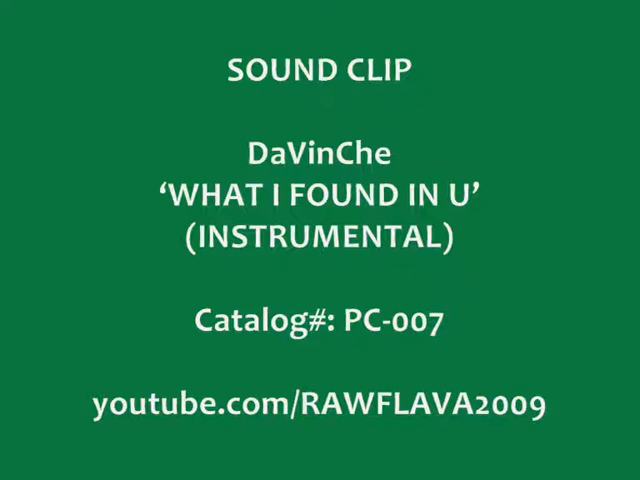 SOUND CLIP
DaVinChe
‘WHAT I FOUND IN U’
(INSTRUMENTAL)
Catalog#: PC-007
youtube.com/RAWFLAVA2009